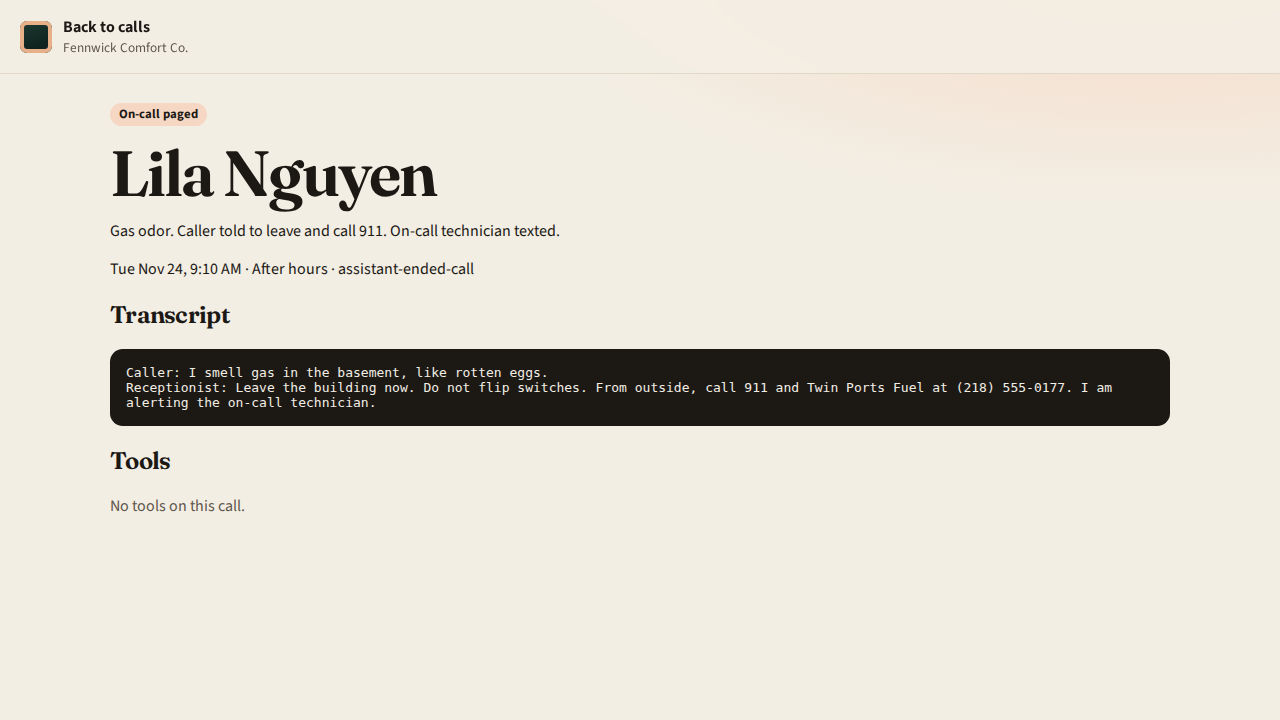 Back to calls
Fennwick Comfort Co.
On-call paged
Lila Nguyen
Gas odor. Caller told to leave and call 911. On-call technician texted.
Tue Nov 24, 9:10 AM · After hours · assistant-ended-call
Transcript
Caller: I smell gas in the basement, like rotten eggs.
Receptionist: Leave the building now. Do not flip switches. From outside, call 911 and Twin Ports Fuel at (218) 555-0177. I am
alerting the on-call technician.
Tools
No tools on this call.